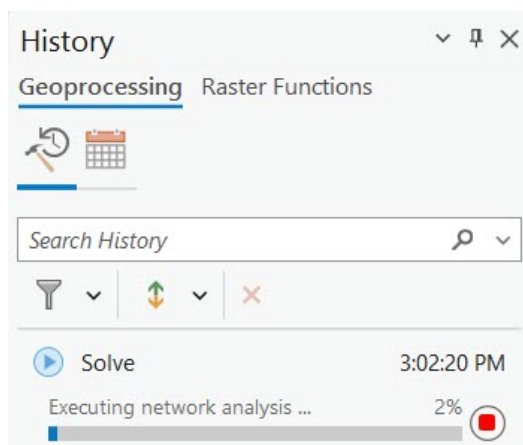 History
Geoprocessing Raster Functions
Search History
Solve 3:02:20 PM
Executing network analysis ... 2%